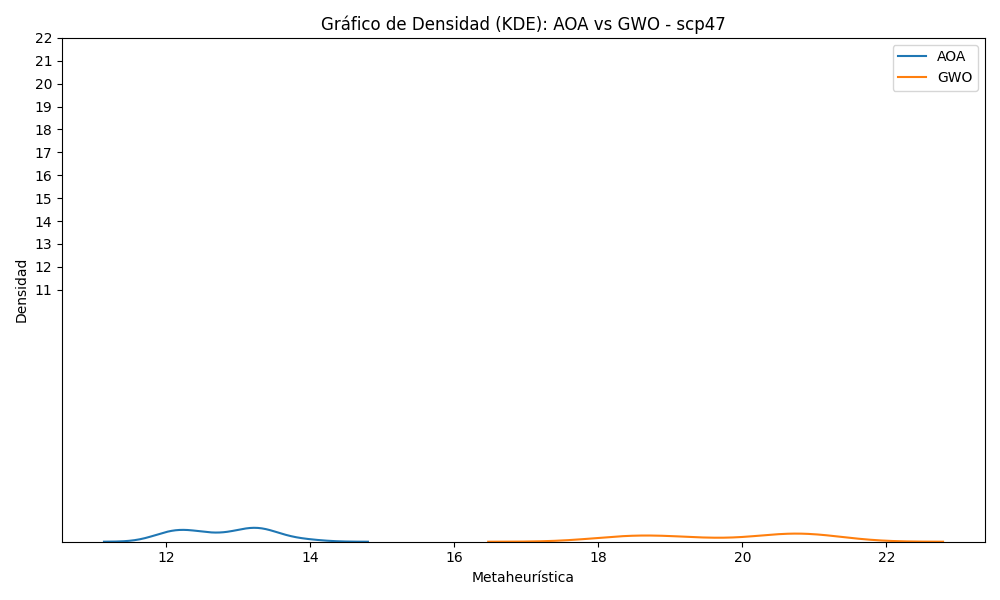 Gráfico de Densidad (KDE): AOA vs GWO - scp47
AOA
GWO
22
21
20
19
18
17
16
15
14
13
12
11
Densidad
12 14 16 18 20 22
Metaheurística